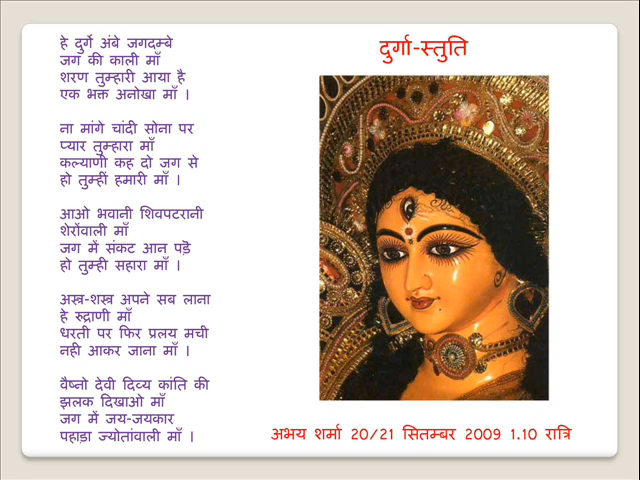 दुर्गा-स्तुति
हे दुर्गे अंबे जगदम्बे
जग की काली माँ
शरण तुम्हारी आया है
एक भक्त अनोखा माँ ।
ना मांगे चांदी सोना पर
प्यार तुम्हारा माँ
कल्याणी कह दो जग से
हो तुम्हीं हमारी माँ ।
आओ भवानी शिवपटरानी
शेरोंवाली माँ
जग में संकट आन पड़े
हो तुम्ही सहारा माँ ।
अस्त्र-शस्त्र अपने सब लाना
हे रुद्राणी माँ
धरती पर फिर प्रलय मची
नही आकर जाना माँ ।
वैष्नो देवी दिव्य कांति की
झलक दिखाओ माँ
जग में जय-जयकार
पहाड़ा ज्योतांवाली माँ ।
अभय शर्मा 20/21 सितम्बर 2009 1.10 रात्रि